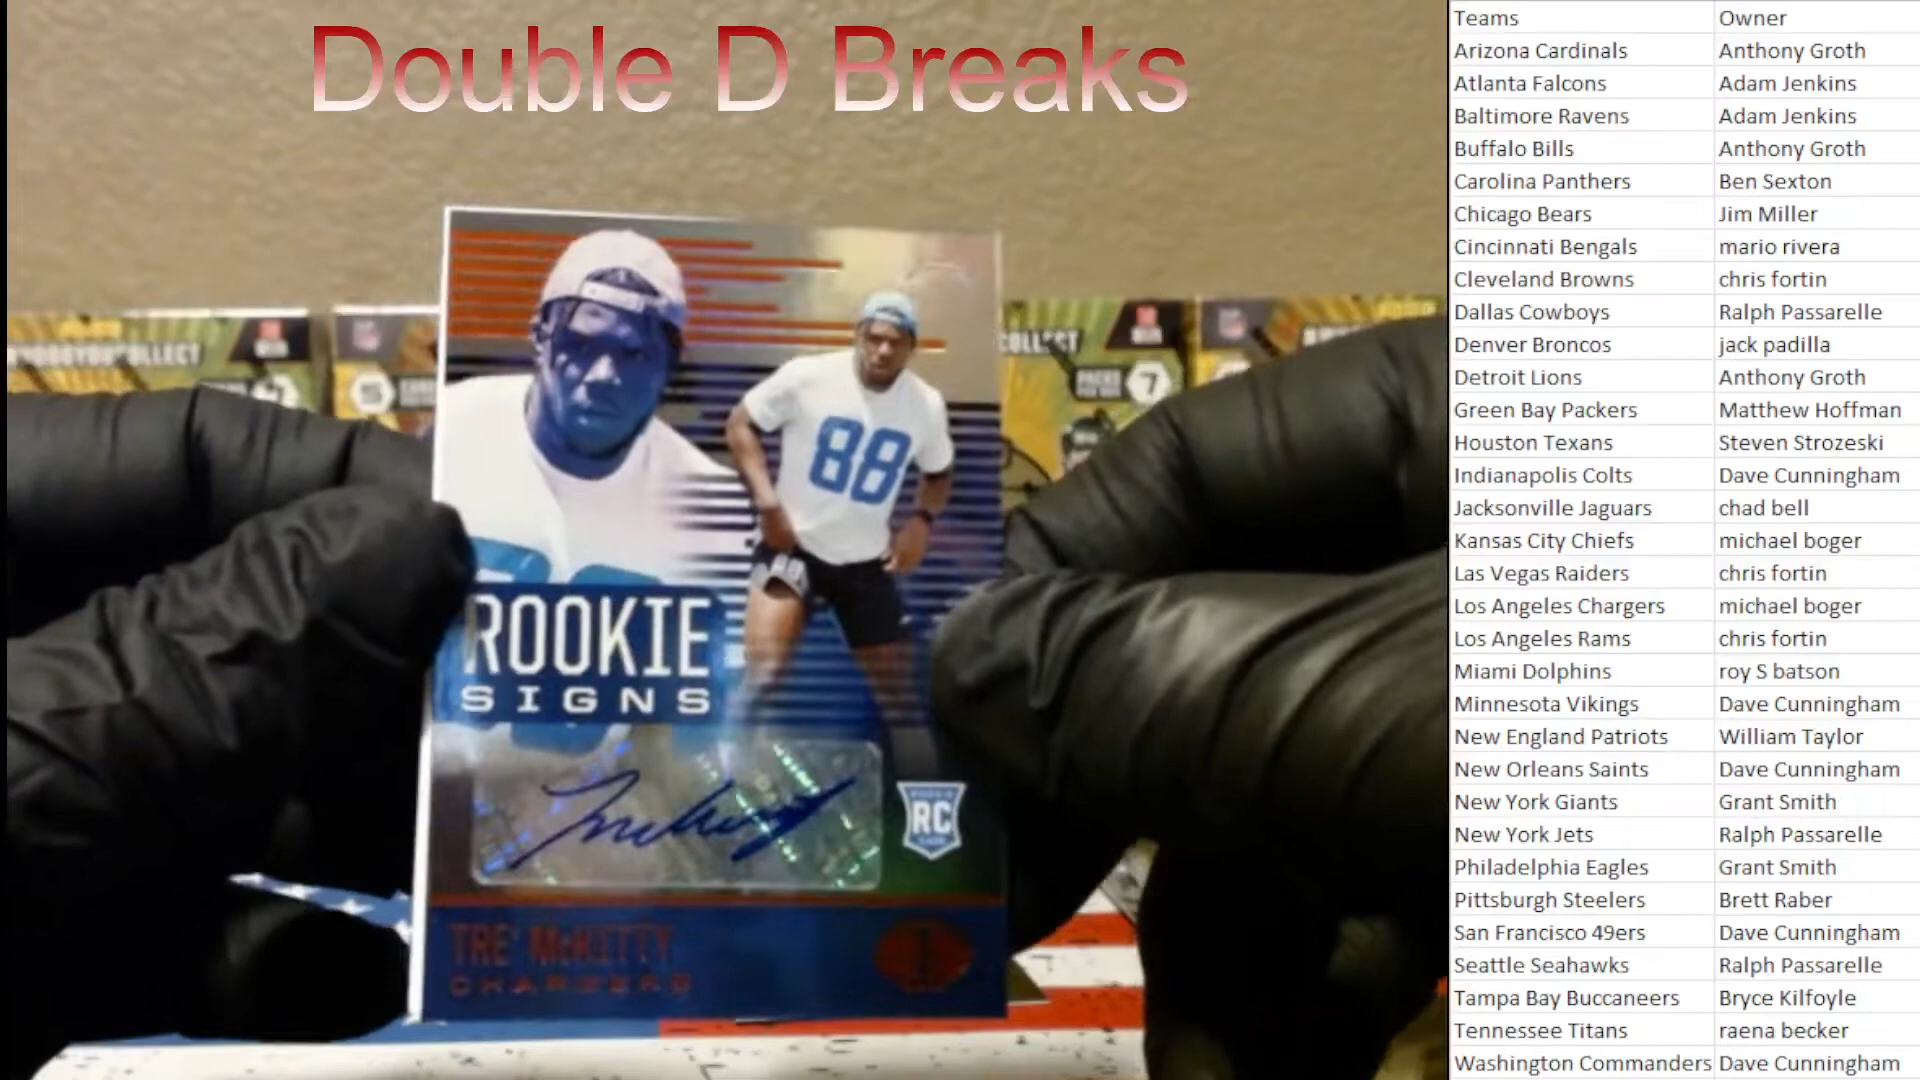 Double D Breaks
Teams Owner
Arizona Cardinals Anthony Groth
Atlanta Falcons Adam Jenkins
Baltimore Ravens Adam Jenkins
Buffalo Bills Anthony Groth
Carolina Panthers Ben Sexton
Chicago Bears Jim Miller
Cincinnati Bengals mario rivera
Cleveland Browns chris fortin
Dallas Cowboys Ralph Passarelle
Denver Broncos jack padilla
Detroit Lions Anthony Groth
Green Bay Packers Matthew Hoffman
Houston Texans Steven Strozeski
Indianapolis Colts Dave Cunningham
Jacksonville Jaguars chad bell
Kansas City Chiefs michael boger
Las Vegas Raiders chris fortin
Los Angeles Chargers michael boger
Los Angeles Rams chris fortin
Miami Dolphins roy S batson
Minnesota Vikings Dave Cunningham
New England Patriots William Taylor
New Orleans Saints Dave Cunningham
New York Giants Grant Smith
New York Jets Ralph Passarelle
Philadelphia Eagles Grant Smith
Pittsburgh Steelers Brett Raber
San Francisco 49ers Dave Cunningham
Seattle Seahawks Ralph Passarelle
Tampa Bay Buccaneers Bryce Kilfoyle
Tennessee Titans raena becker
Washington Commanders Dave Cunningham
88
ROOKIE
SIGNS
RC
TRE' McKITTY
CHARGERS
PACKS
7
5